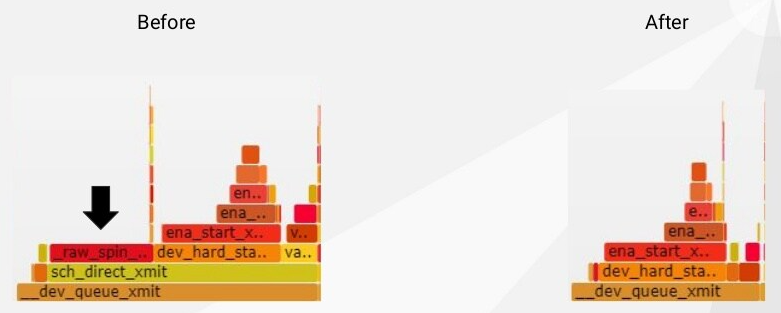 Before
After
en..
ena_..
ena_start_x..
v..
_raw_spin_..
dev_hard_sta..
va..
sch_direct_xmit
__dev_queue_xmit
e..
ena_..
ena_start_x..
dev_hard_sta..
__dev_queue_xmit